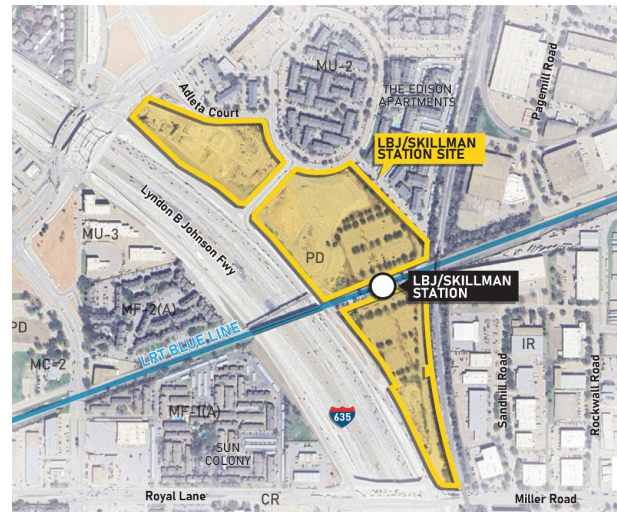 MU-2
Adleta Court
THE EDISON
APARTMENTS
Pagemill Road
LBJ/SKILLMAN
STATION SITE
Lyndon B Johnson Fwy
MU-3
PD
LBJ/SKILLMAN
STATION
MF-2(A)
LRT BLUE LINE
PD
MC-2
IR
Sandhill Road
Rockwall Road
MF-1(A)
635
SUN
COLONY
Royal Lane
CR
Miller Road